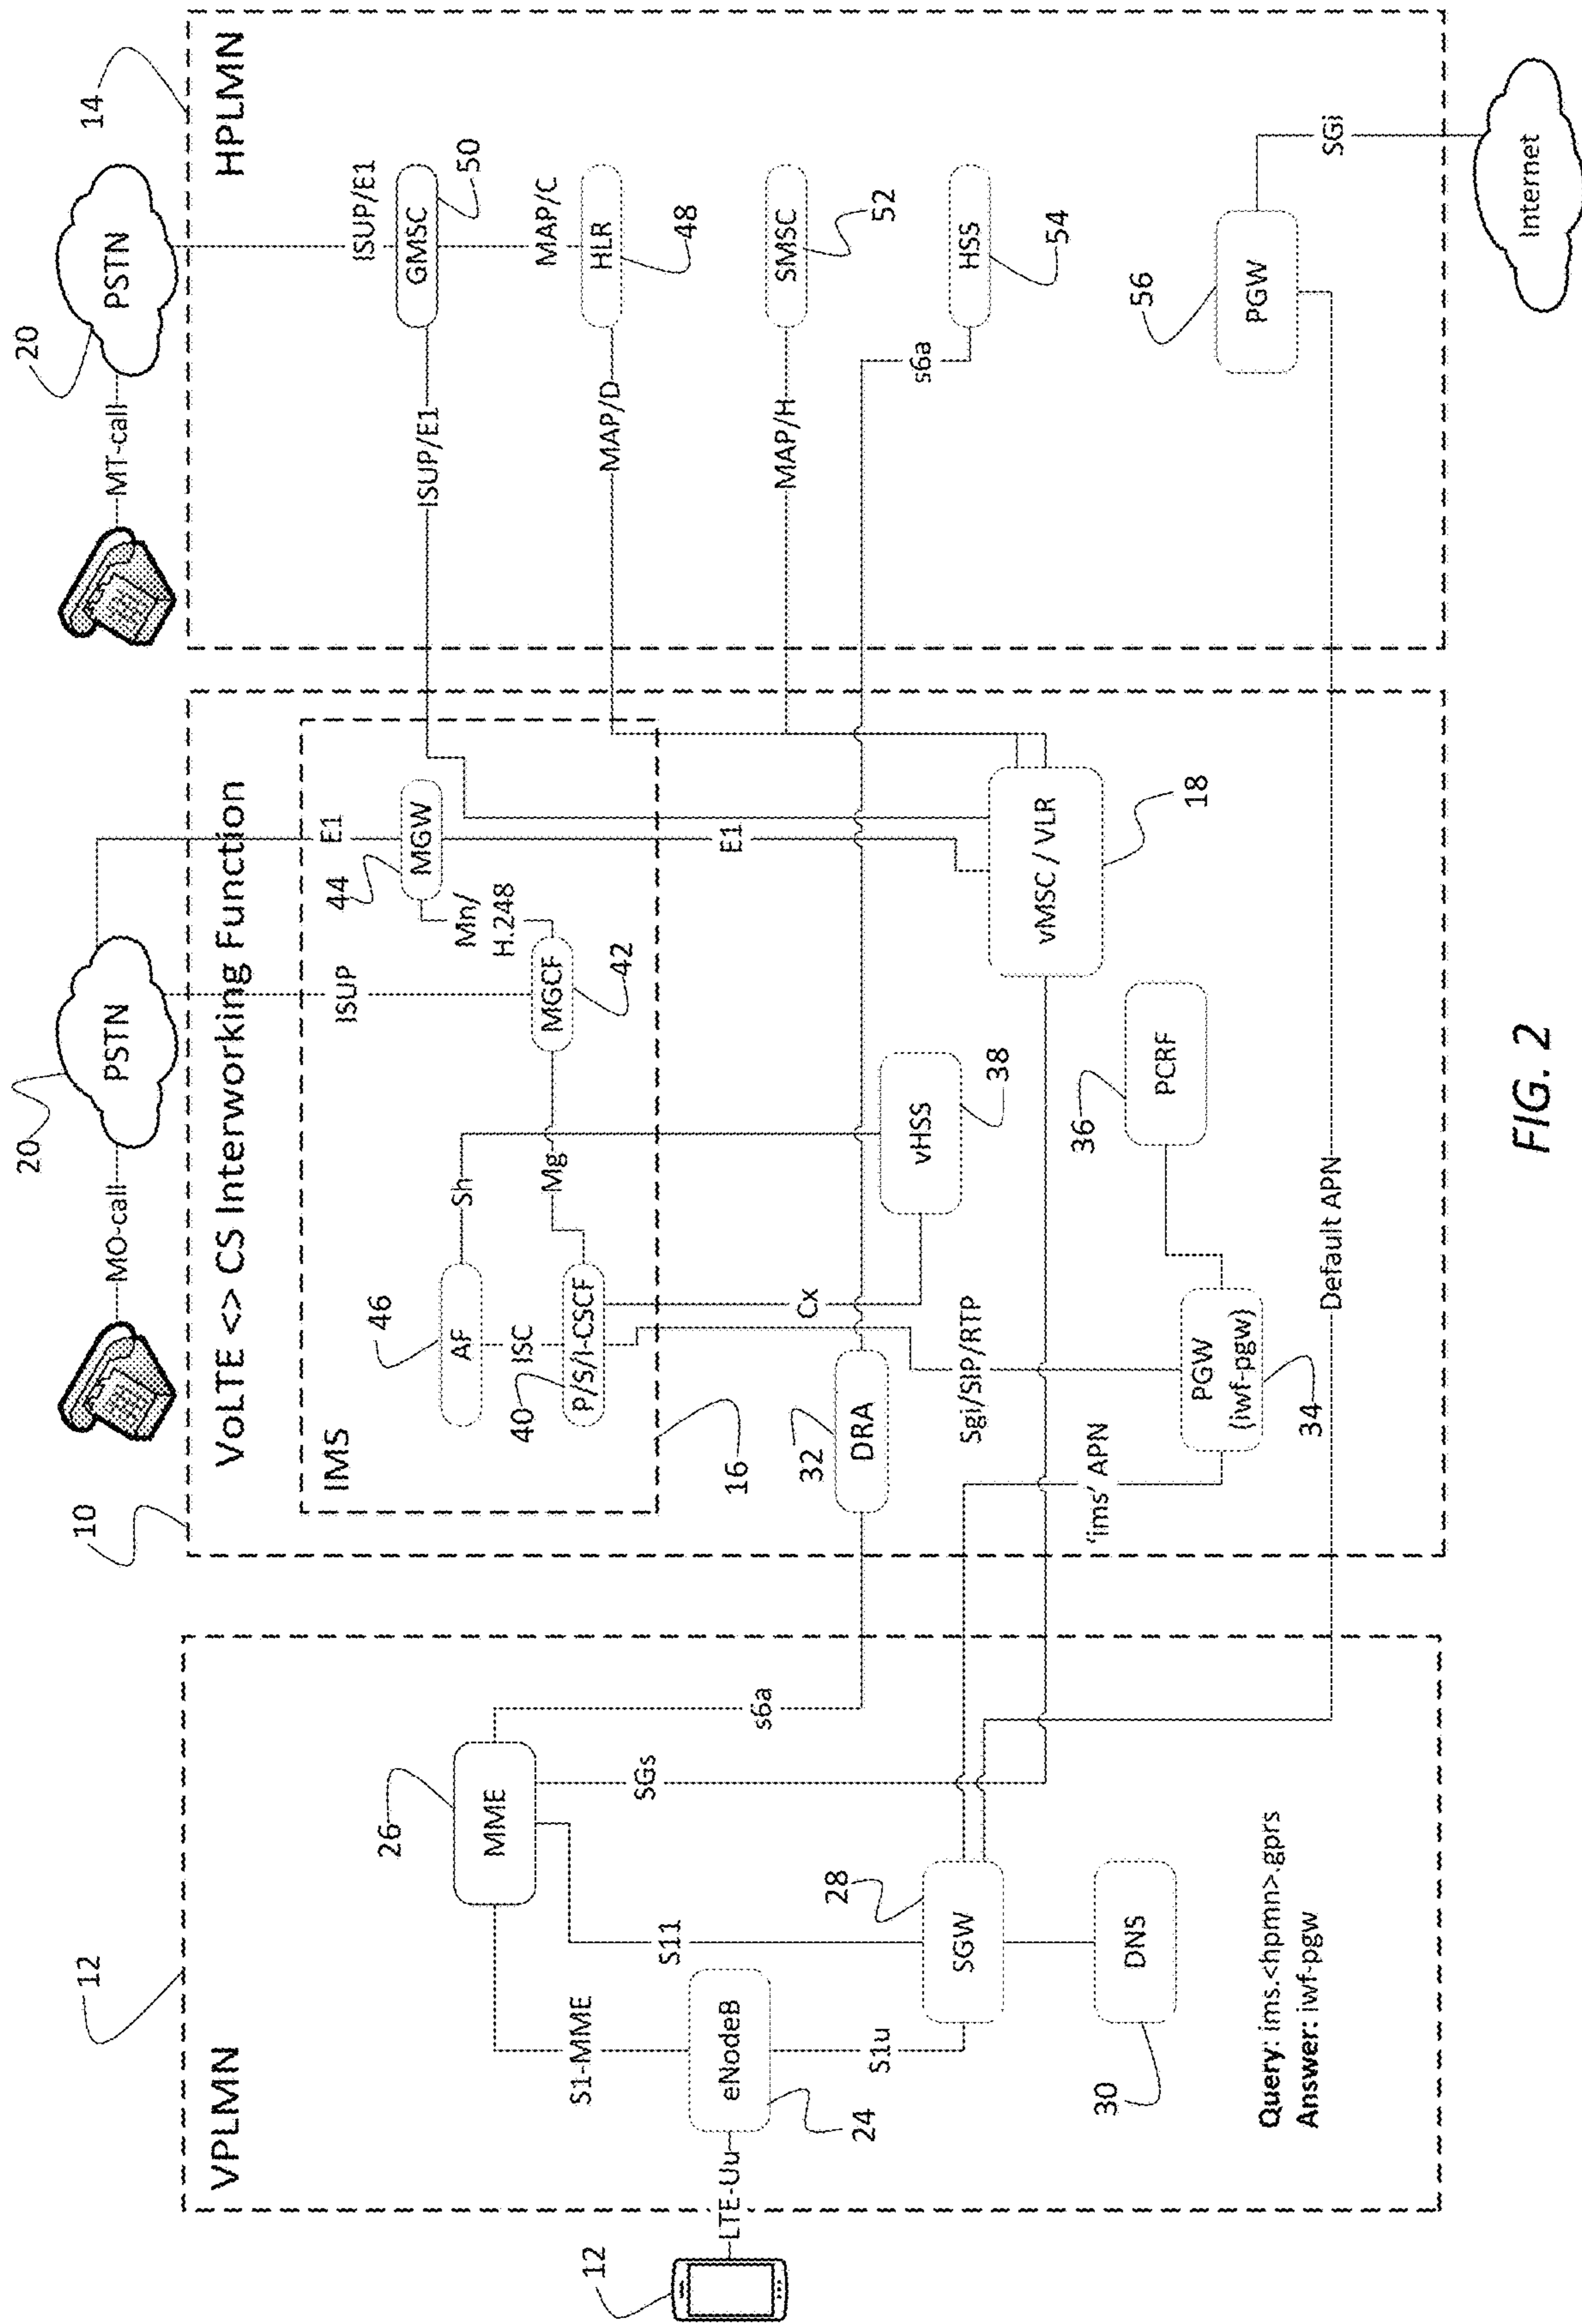 20
20
14
MO-call
PSTN
MT-call
PSTN
10
12
VPLMN
VoLTE <> CS Interworking Function
HPLMN
IMS
ISUP
E1
ISUP/E1
GMSC
50
ISUP/E1
MAP/C
HLR
48
MAP/D
SMSC
52
MAP/H
HSS
54
s6a
PGW
56
SGi
Internet
46
AF
Sh
ISC
40
P/S/I-CSCF
Mg
MGCF
42
Mn/
H.248
44
MGW
E1
16
Cx
vHSS
38
32
DRA
Sgi/SIP/RTP
vMSC / VLR
18
PCRF
36
PGW
(iwf-pgw)
34
'ims' APN
Default APN
26
MME
s6a
SGs
S11
S1-MME
12
LTE-Uu
eNodeB
24
S1u
28
SGW
DNS
30
Query: ims.<hpmn>.gprs
Answer: iwf-pgw
FIG. 2